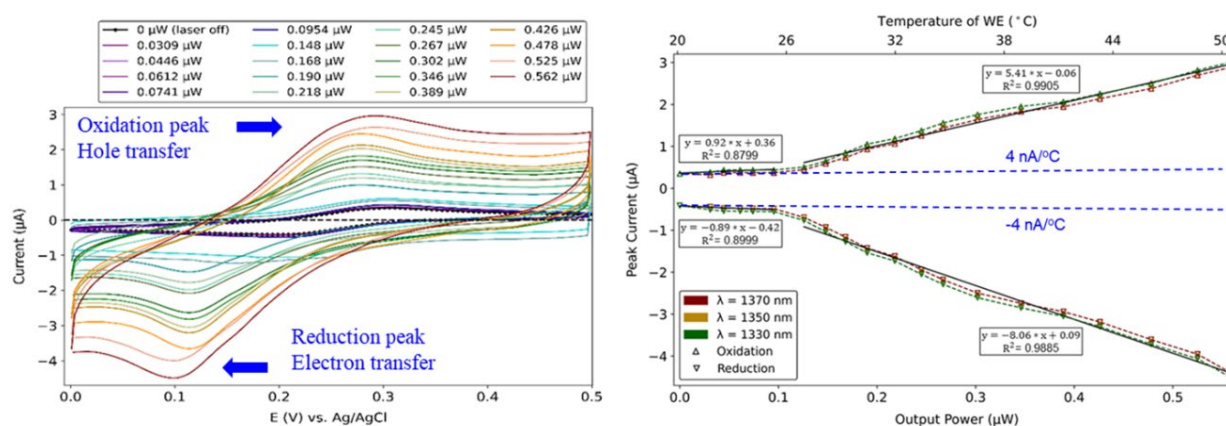 0 μW (laser off) 0.0954 μW 0.245 μW 0.426 μW
0.0309 μW 0.148 μW 0.267 μW 0.478 μW
0.0446 μW 0.168 μW 0.302 μW 0.525 μW
0.0612 μW 0.190 μW 0.346 μW 0.562 μW
0.0741 μW 0.218 μW 0.389 μW
Oxidation peak
Hole transfer
Reduction peak
Electron transfer
Current (μA)
3
2
1
0
−1
−2
−3
−4
0.0 0.1 0.2 0.3 0.4 0.5
E (V) vs. Ag/AgCl
Temperature of WE (°C)
20 26 32 38 44 50
Peak Current (μA)
3
2
1
0
−1
−2
−3
−4
y = 5.41 * x − 0.06
R² = 0.9905
y = 0.92 * x + 0.36
R² = 0.8799
4 nA/°C
-4 nA/°C
y = −0.89 * x − 0.42
R² = 0.8999
λ = 1370 nm
λ = 1350 nm
λ = 1330 nm
Oxidation
Reduction
y = −8.06 * x + 0.09
R² = 0.9885
0.0 0.1 0.2 0.3 0.4 0.5
Output Power (μW)